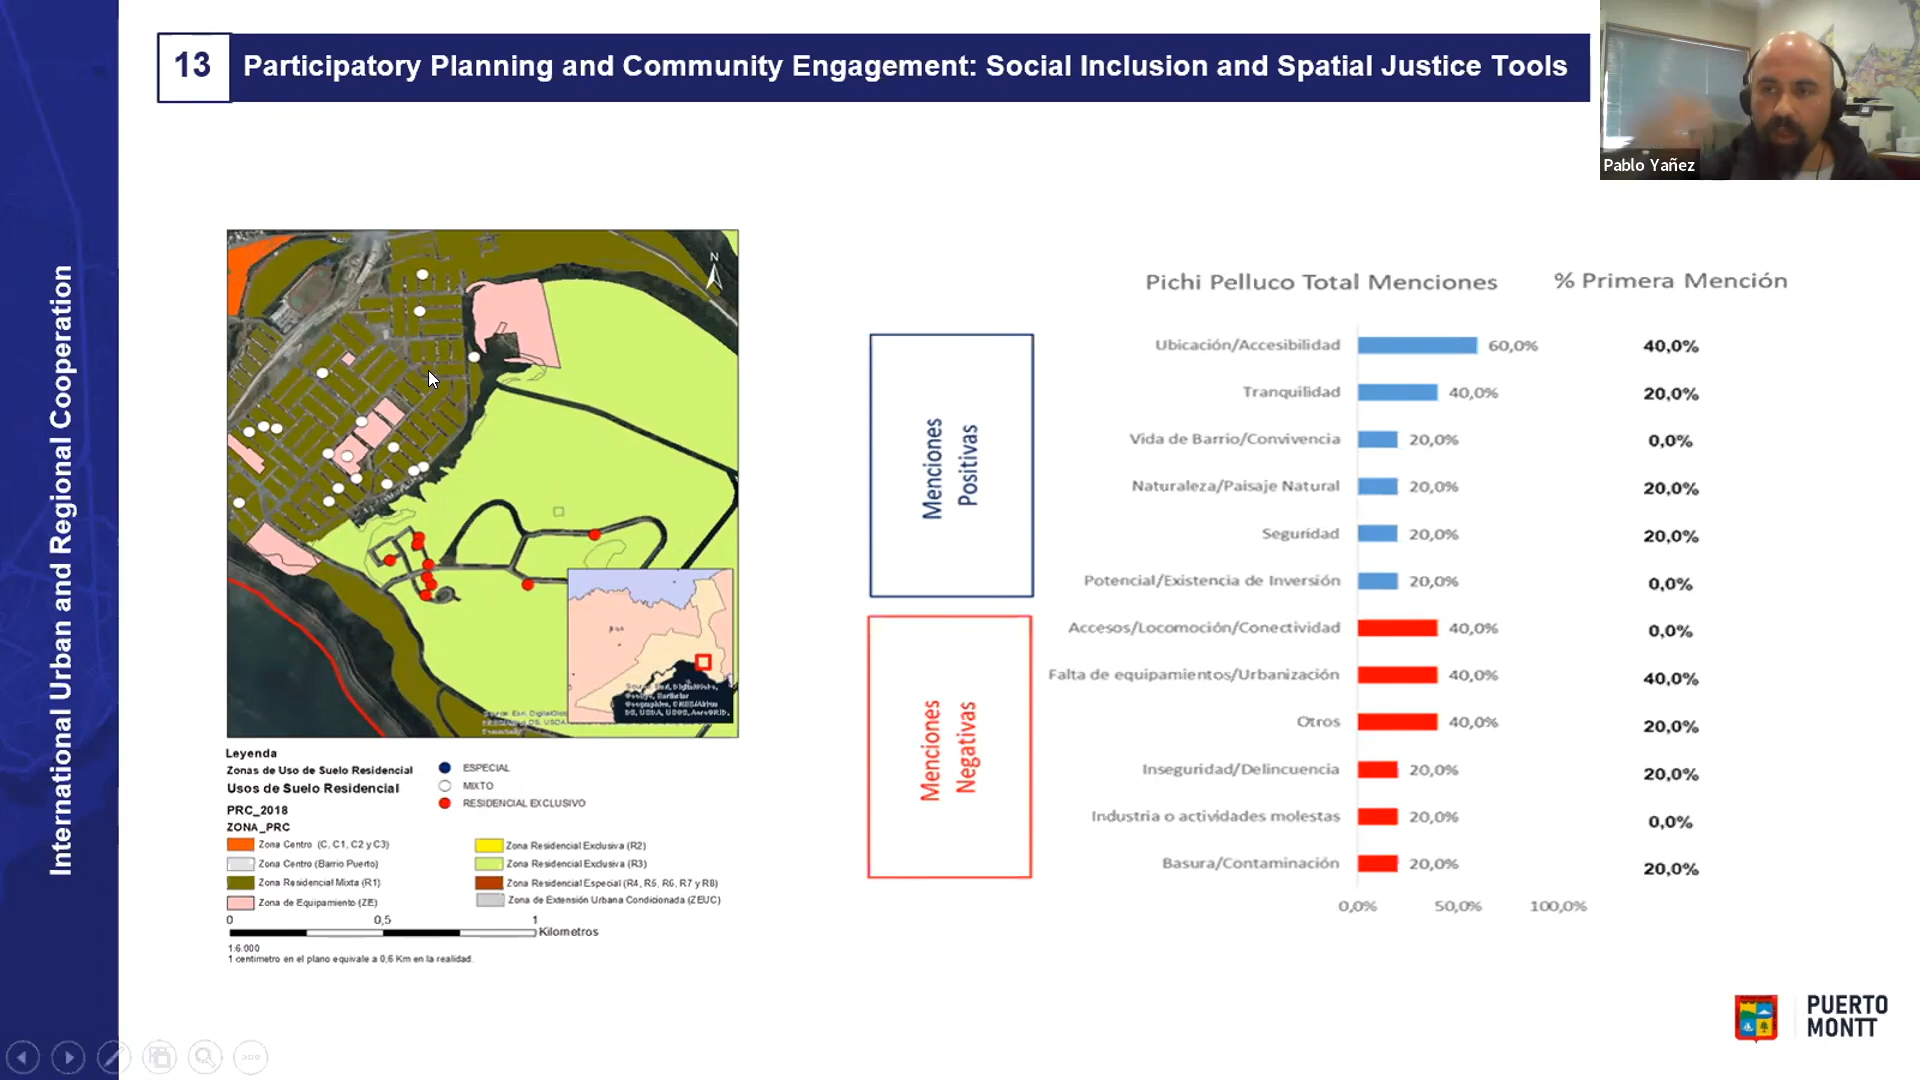 13
Participatory Planning and Community Engagement: Social Inclusion and Spatial Justice Tools
Pablo Yañez
International Urban and Regional Cooperation
N
Leyenda
Zonas de Uso de Suelo Residencial
Usos de Suelo Residencial
PRC_2018
ZONA_PRC
ESPECIAL
MIXTO
RESIDENCIAL EXCLUSIVO
Zona Centro (C, C1, C2 y C3)
Zona Centro (Barrio Puerto)
Zona Residencial Mixta (R1)
Zona de Equipamiento (ZE)
Zona Residencial Exclusiva (R2)
Zona Residencial Exclusiva (R3)
Zona Residencial Especial (R4, R5, R6, R7 y R8)
Zona de Extensión Urbana Condicionada (ZEUC)
0 0,5 1
Kilometros
1:6.000
1 centimetro en el plano equivale a 0,6 Km en la realidad.
Pichi Pelluco Total Menciones % Primera Mención
Menciones
Positivas
Ubicación/Accesibilidad 60,0% 40,0%
Tranquilidad 40,0% 20,0%
Vida de Barrio/Convivencia 20,0% 0,0%
Naturaleza/Paisaje Natural 20,0% 20,0%
Seguridad 20,0% 20,0%
Potencial/Existencia de Inversión 20,0% 0,0%
Menciones
Negativas
Accesos/Locomoción/Conectividad 40,0% 0,0%
Falta de equipamientos/Urbanización 40,0% 40,0%
Otros 40,0% 20,0%
Inseguridad/Delincuencia 20,0% 20,0%
Industria o actividades molestas 20,0% 0,0%
Basura/Contaminación 20,0% 20,0%
0,0% 50,0% 100,0%
PUERTO
MONTT